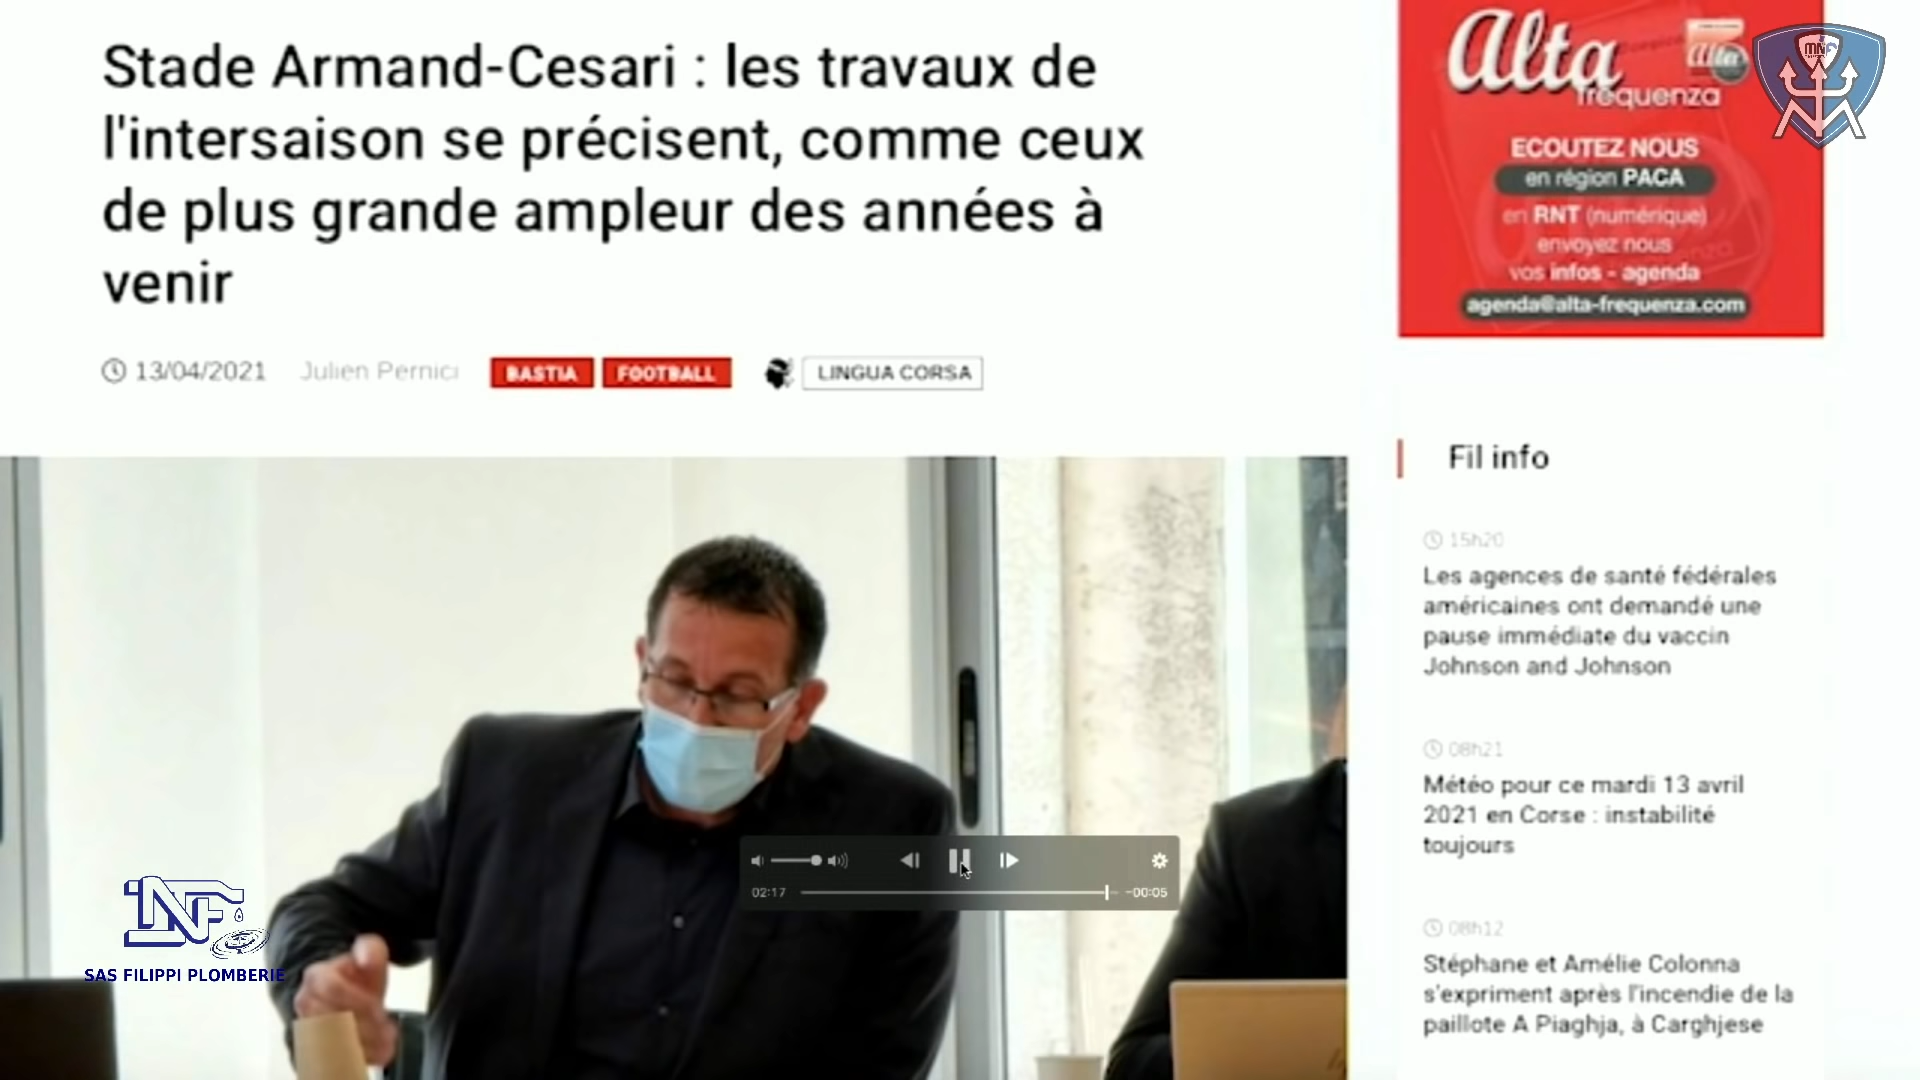 Stade Armand-Cesari : les travaux de
l'intersaison se précisent, comme ceux
de plus grande ampleur des années à
venir
13/04/2021 Julien Pernici BASTIA FOOTBALL LINGUA CORSA
Alta
frequenza
alta
MNF
ECOUTEZ NOUS
en région PACA
en RNT (numérique)
envoyez nous
vos infos - agenda
agenda@alta-frequenza.com
Fil info
15h20
Les agences de santé fédérales
américaines ont demandé une
pause immédiate du vaccin
Johnson and Johnson
08h21
Météo pour ce mardi 13 avril
2021 en Corse : instabilité
toujours
08h12
Stéphane et Amélie Colonna
s'expriment après l'incendie de la
paillote A Piaghja, à Carghjese
02:17 -00:05
NF
SAS FILIPPI PLOMBERIE